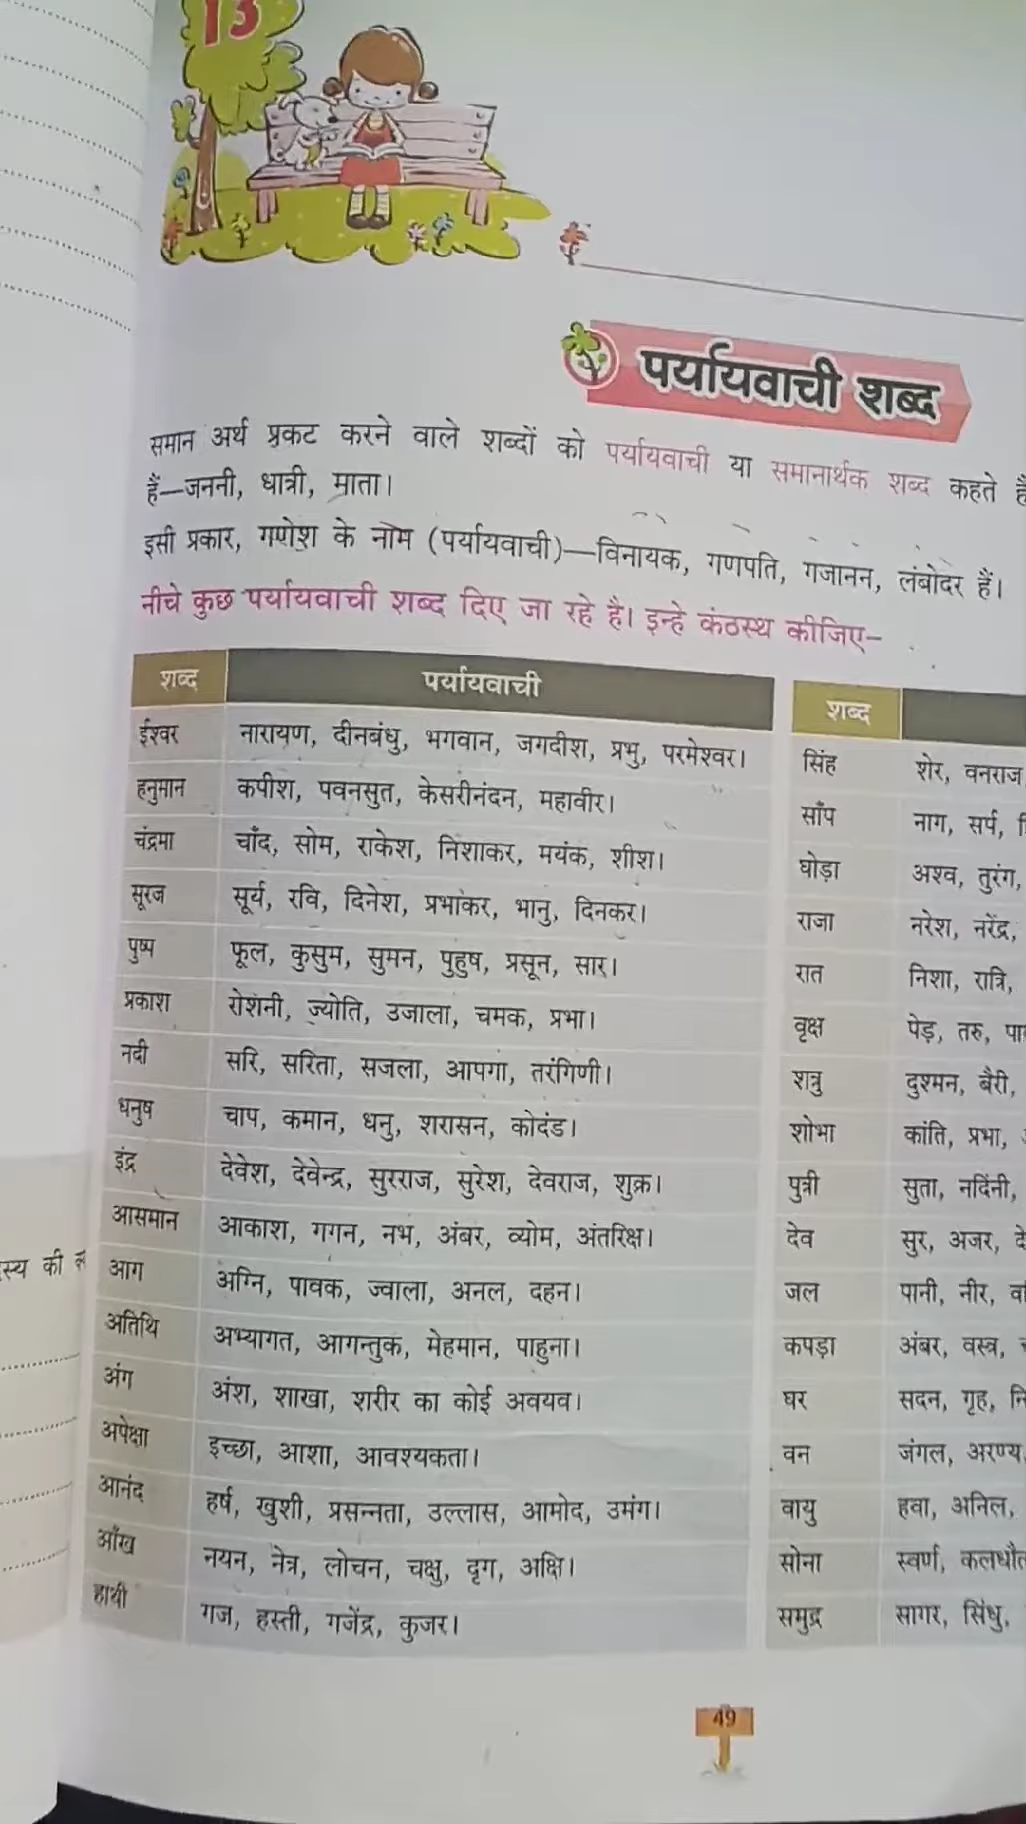 13
पर्यायवाची शब्द
समान अर्थ प्रकट करने वाले शब्दों को पर्यायवाची या समानार्थक शब्द कहते
हैं—जननी, धात्री, माता।
इसी प्रकार, गणेश के नाम (पर्यायवाची)—विनायक, गणपति, गजानन, लंबोदर हैं।
नीचे कुछ पर्यायवाची शब्द दिए जा रहे है। इन्हे कंठस्थ कीजिए–
शब्द पर्यायवाची
ईश्वर नारायण, दीनबंधु, भगवान, जगदीश, प्रभु, परमेश्वर।
हनुमान कपीश, पवनसुत, केसरीनंदन, महावीर।
चंद्रमा चाँद, सोम, राकेश, निशाकर, मयंक, शीश।
सूरज सूर्य, रवि, दिनेश, प्रभाकर, भानु, दिनकर।
पुष्प फूल, कुसुम, सुमन, पुहुष, प्रसून, सार।
प्रकाश रोशनी, ज्योति, उजाला, चमक, प्रभा।
नदी सरि, सरिता, सजला, आपगा, तरंगिणी।
धनुष चाप, कमान, धनु, शरासन, कोदंड।
इंद्र देवेश, देवेन्द्र, सुरराज, सुरेश, देवराज, शुक्र।
आसमान आकाश, गगन, नभ, अंबर, व्योम, अंतरिक्ष।
आग अग्नि, पावक, ज्वाला, अनल, दहन।
अतिथि अभ्यागत, आगन्तुक, मेहमान, पाहुना।
अंग अंश, शाखा, शरीर का कोई अवयव।
अपेक्षा इच्छा, आशा, आवश्यकता।
आनंद हर्ष, खुशी, प्रसन्नता, उल्लास, आमोद, उमंग।
आँख नयन, नेत्र, लोचन, चक्षु, दृग, अक्षि।
हाथी गज, हस्ती, गजेंद्र, कुजर।
शब्द
सिंह शेर, वनराज
साँप नाग, सर्प,
घोड़ा अश्व, तुरंग,
राजा नरेश, नरेंद्र,
रात निशा, रात्रि,
वृक्ष पेड़, तरु,
शत्रु दुश्मन, बैरी,
शोभा कांति, प्रभा,
पुत्री सुता, नदिंनी,
देव सुर, अजर,
जल पानी, नीर,
कपड़ा अंबर, वस्त्र,
घर सदन, गृह,
वन जंगल, अरण्य
वायु हवा, अनिल,
सोना स्वर्ण, कलधौत
समुद्र सागर, सिंधु,
49